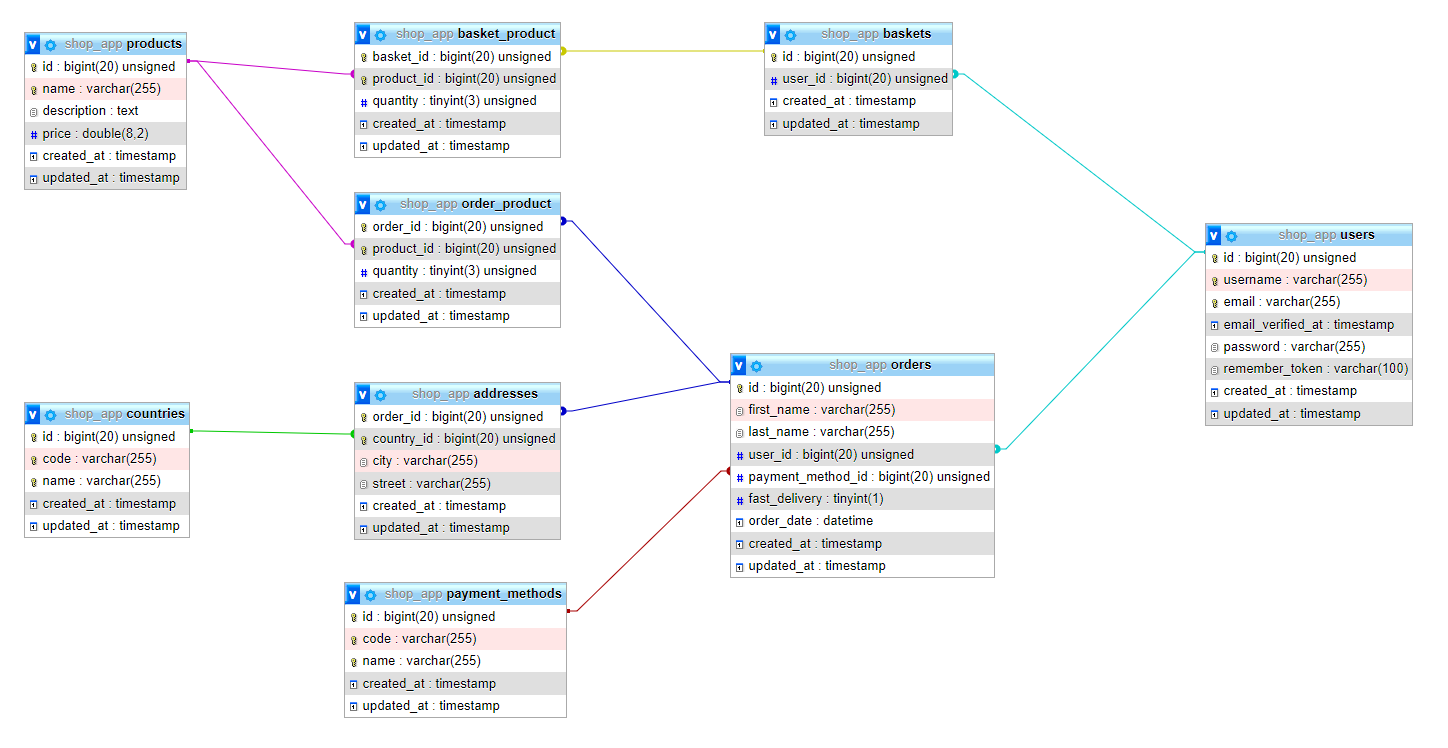 shop_app products
id : bigint(20) unsigned
name : varchar(255)
description : text
price : double(8,2)
created_at : timestamp
updated_at : timestamp
shop_app basket_product
basket_id : bigint(20) unsigned
product_id : bigint(20) unsigned
quantity : tinyint(3) unsigned
created_at : timestamp
updated_at : timestamp
shop_app baskets
id : bigint(20) unsigned
user_id : bigint(20) unsigned
created_at : timestamp
updated_at : timestamp
shop_app order_product
order_id : bigint(20) unsigned
product_id : bigint(20) unsigned
quantity : tinyint(3) unsigned
created_at : timestamp
updated_at : timestamp
shop_app users
id : bigint(20) unsigned
username : varchar(255)
email : varchar(255)
email_verified_at : timestamp
password : varchar(255)
remember_token : varchar(100)
created_at : timestamp
updated_at : timestamp
shop_app countries
id : bigint(20) unsigned
code : varchar(255)
name : varchar(255)
created_at : timestamp
updated_at : timestamp
shop_app addresses
order_id : bigint(20) unsigned
country_id : bigint(20) unsigned
city : varchar(255)
street : varchar(255)
created_at : timestamp
updated_at : timestamp
shop_app orders
id : bigint(20) unsigned
first_name : varchar(255)
last_name : varchar(255)
user_id : bigint(20) unsigned
payment_method_id : bigint(20) unsigned
fast_delivery : tinyint(1)
order_date : datetime
created_at : timestamp
updated_at : timestamp
shop_app payment_methods
id : bigint(20) unsigned
code : varchar(255)
name : varchar(255)
created_at : timestamp
updated_at : timestamp